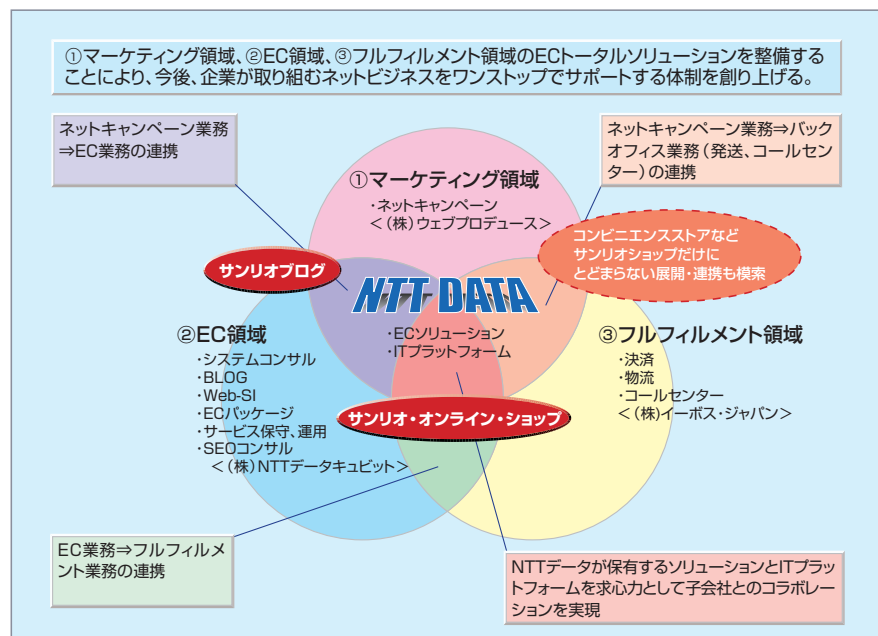 ①マーケティング領域、②EC領域、③フルフィルメント領域のECトータルソリューションを整備する
ことにより、今後、企業が取り組むネットビジネスをワンストップでサポートする体制を創り上げる。
ネットキャンペーン業務
⇒EC業務の連携
ネットキャンペーン業務⇒バック
オフィス業務（発送、コールセン
ター）の連携
①マーケティング領域
・ネットキャンペーン
＜（株）ウェブプロデュース＞
コンビニエンスストアなど
サンリオショップだけに
とどまらない展開・連携も模索
サンリオブログ
NTT DATA
・ECソリューション
・ITプラットフォーム
②EC領域
・システムコンサル
・BLOG
・Web-SI
・ECパッケージ
・サービス保守、運用
・SEOコンサル
＜（株）NTTデータキュビット＞
③フルフィルメント領域
・決済
・物流
・コールセンター
＜（株）イーボス・ジャパン＞
サンリオ・オンライン・ショップ
EC業務⇒フルフィルメ
ント業務の連携
NTTデータが保有するソリューションとITプラッ
トフォームを求心力として子会社とのコラボレー
ションを実現